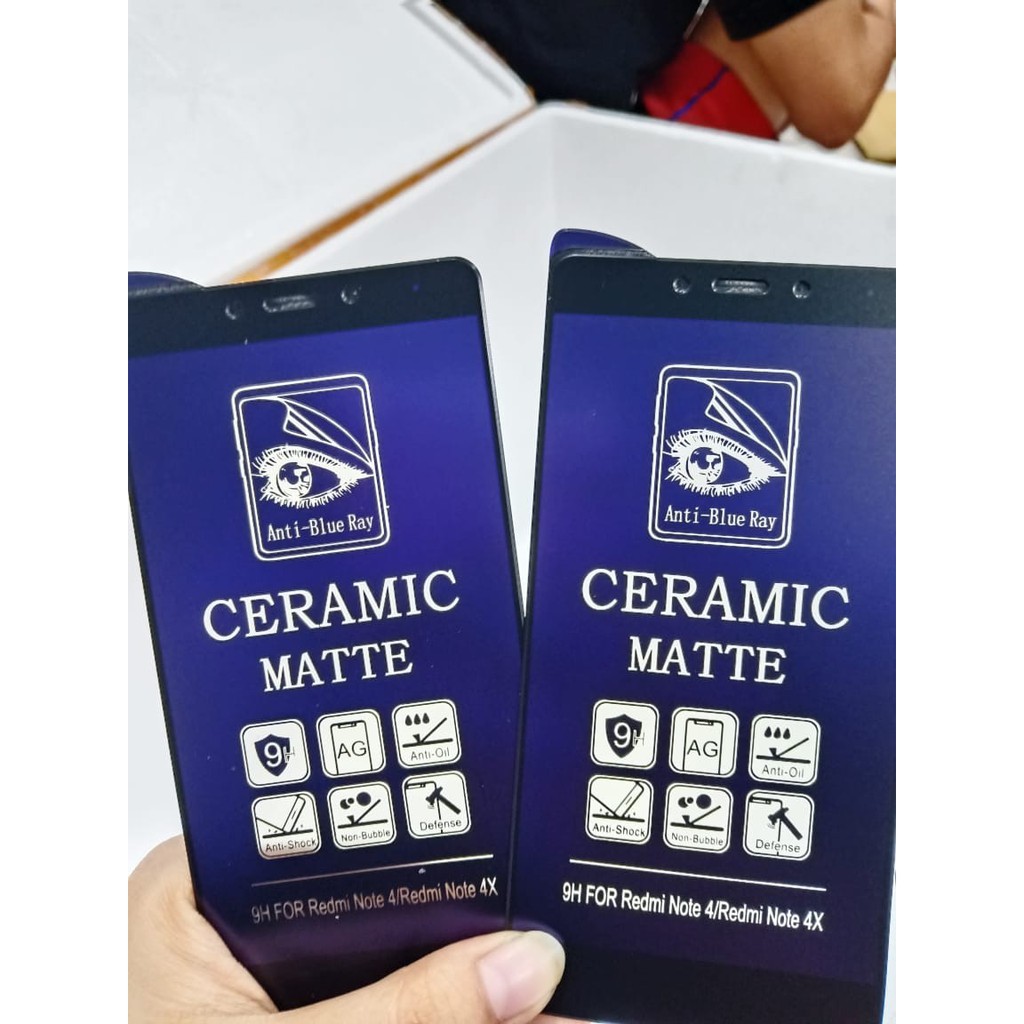 Anti-Blue Ray
CERAMIC
MATTE
9H
AG
Anti-Oil
Anti-Shock
Non-Bubble
Defense
9H FOR Redmi Note 4/Redmi Note 4X
Anti-Blue Ray
CERAMIC
MATTE
9H
AG
Anti-Oil
Anti-Shock
Non-Bubble
Defense
9H FOR Redmi Note 4/Redmi Note 4X